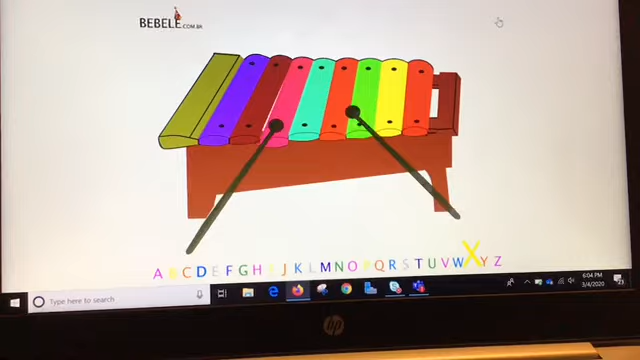 BEBELE.COM.BR
A B C D E F G H I J K L M N O P Q R S T U V W X Y Z
Type here to search
6:04 PM
3/4/2020
hp